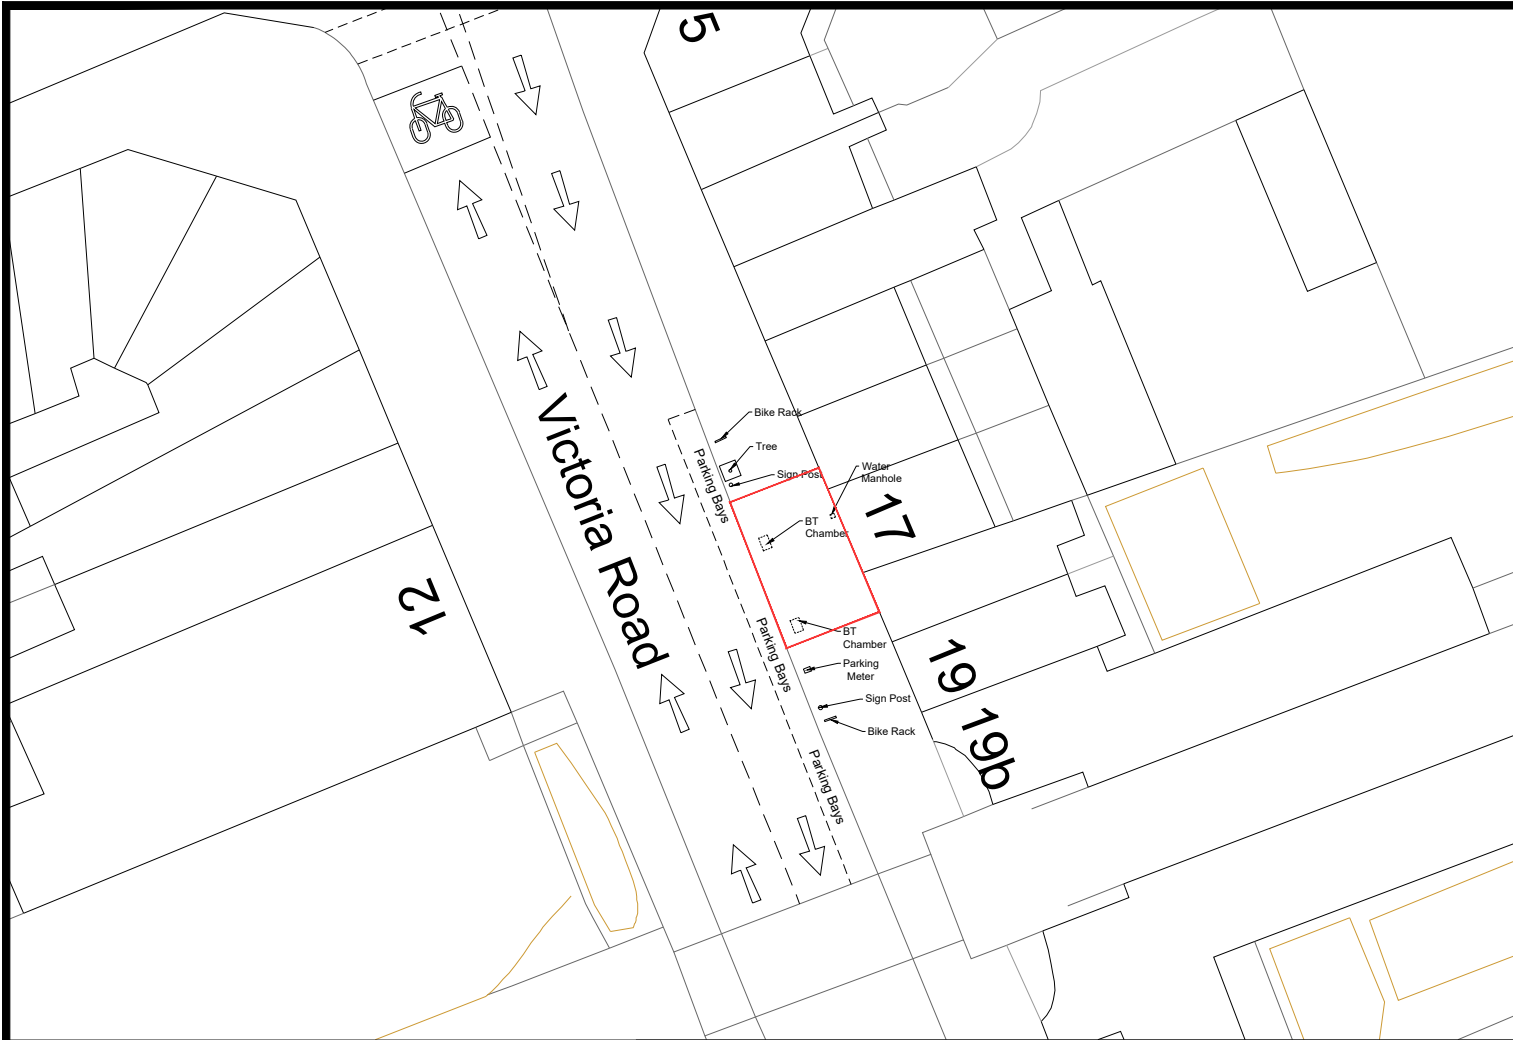 5
Bike Rack
Tree
Sign Post
Water
Manhole
Parking Bays
17
BT
Chamber
Victoria Road
12
BT
Chamber
Parking Bays
Parking
Meter
19
Sign Post
Bike Rack
19b
Parking Bays